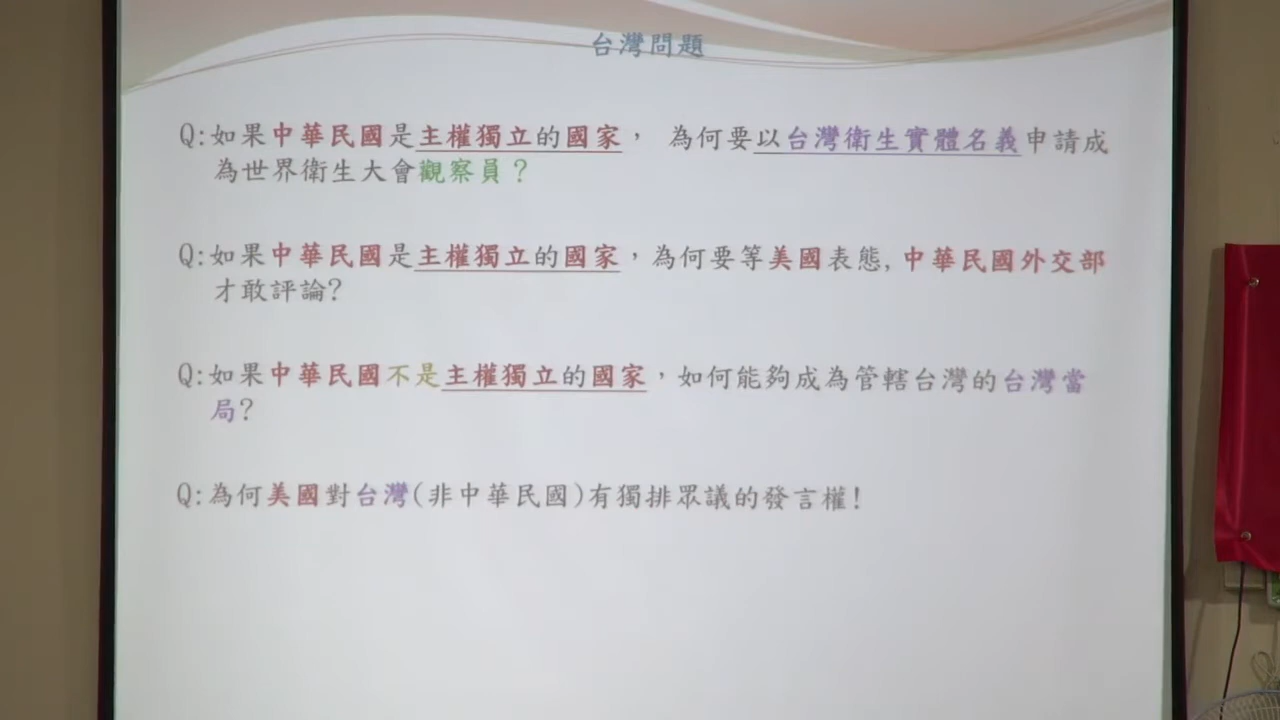 台灣問題
Q:如果中華民國是主權獨立的國家， 為何要以台灣衛生實體名義申請成
為世界衛生大會觀察員？
Q:如果中華民國是主權獨立的國家，為何要等美國表態,中華民國外交部
才敢評論?
Q:如果中華民國不是主權獨立的國家，如何能夠成為管轄台灣的台灣當
局?
Q:為何美國對台灣(非中華民國)有獨排眾議的發言權!